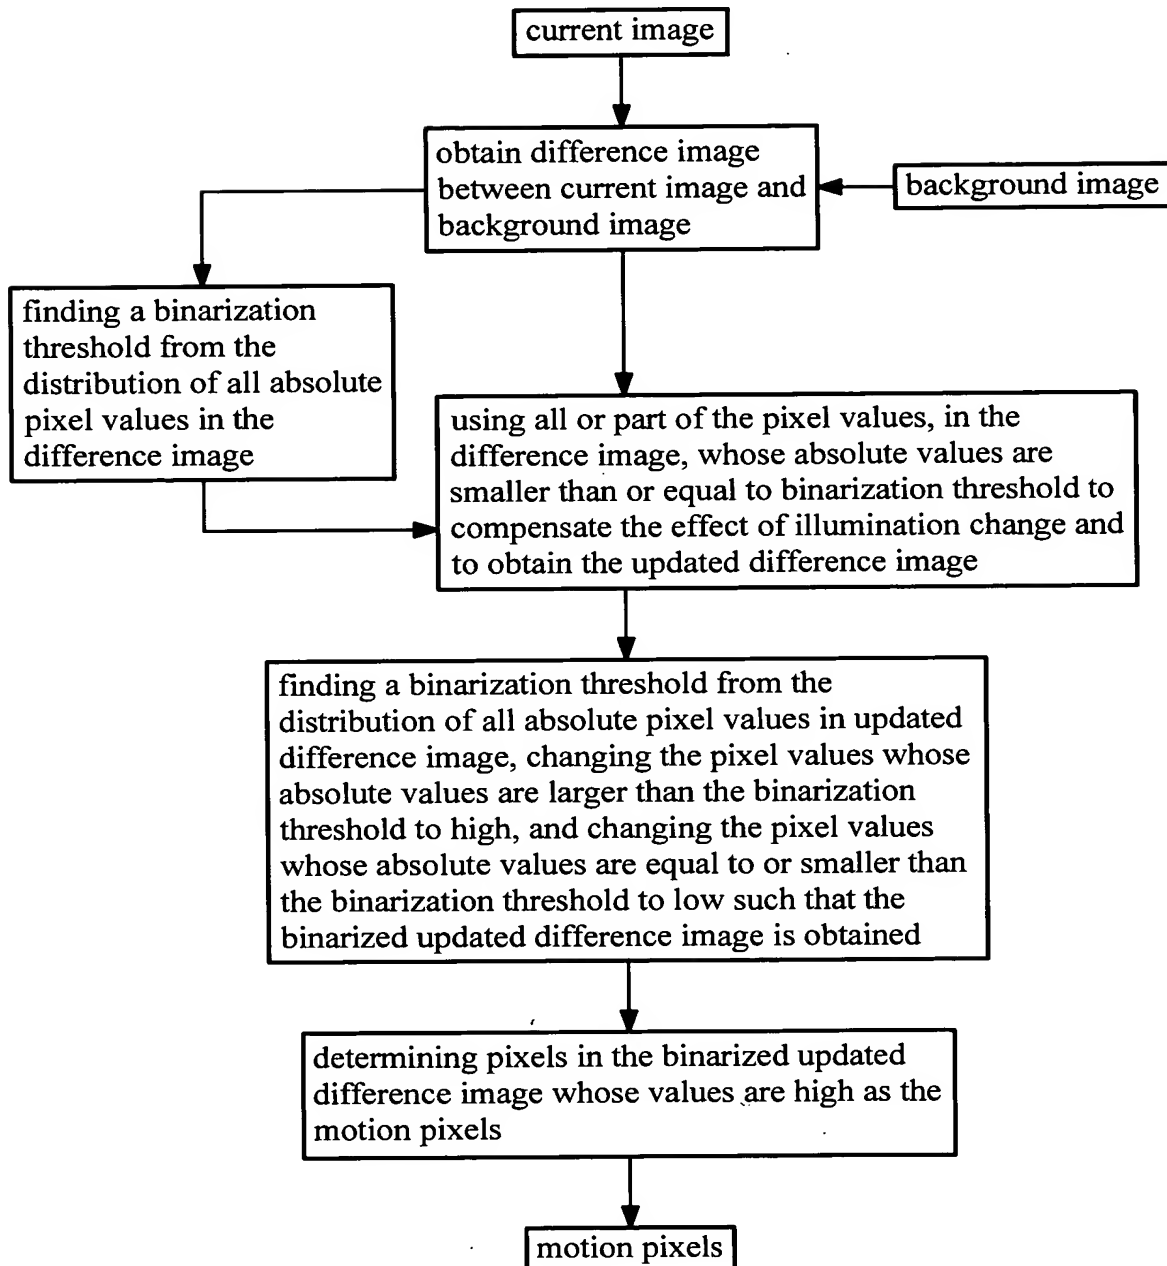 current image
obtain difference image
between current image and
background image
background image
finding a binarization
threshold from the
distribution of all absolute
pixel values in the
difference image
using all or part of the pixel values, in the
difference image, whose absolute values are
smaller than or equal to binarization threshold to
compensate the effect of illumination change and
to obtain the updated difference image
finding a binarization threshold from the
distribution of all absolute pixel values in updated
difference image, changing the pixel values whose
absolute values are larger than the binarization
threshold to high, and changing the pixel values
whose absolute values are equal to or smaller than
the binarization threshold to low such that the
binarized updated difference image is obtained
determining pixels in the binarized updated
difference image whose values are high as the
motion pixels
motion pixels